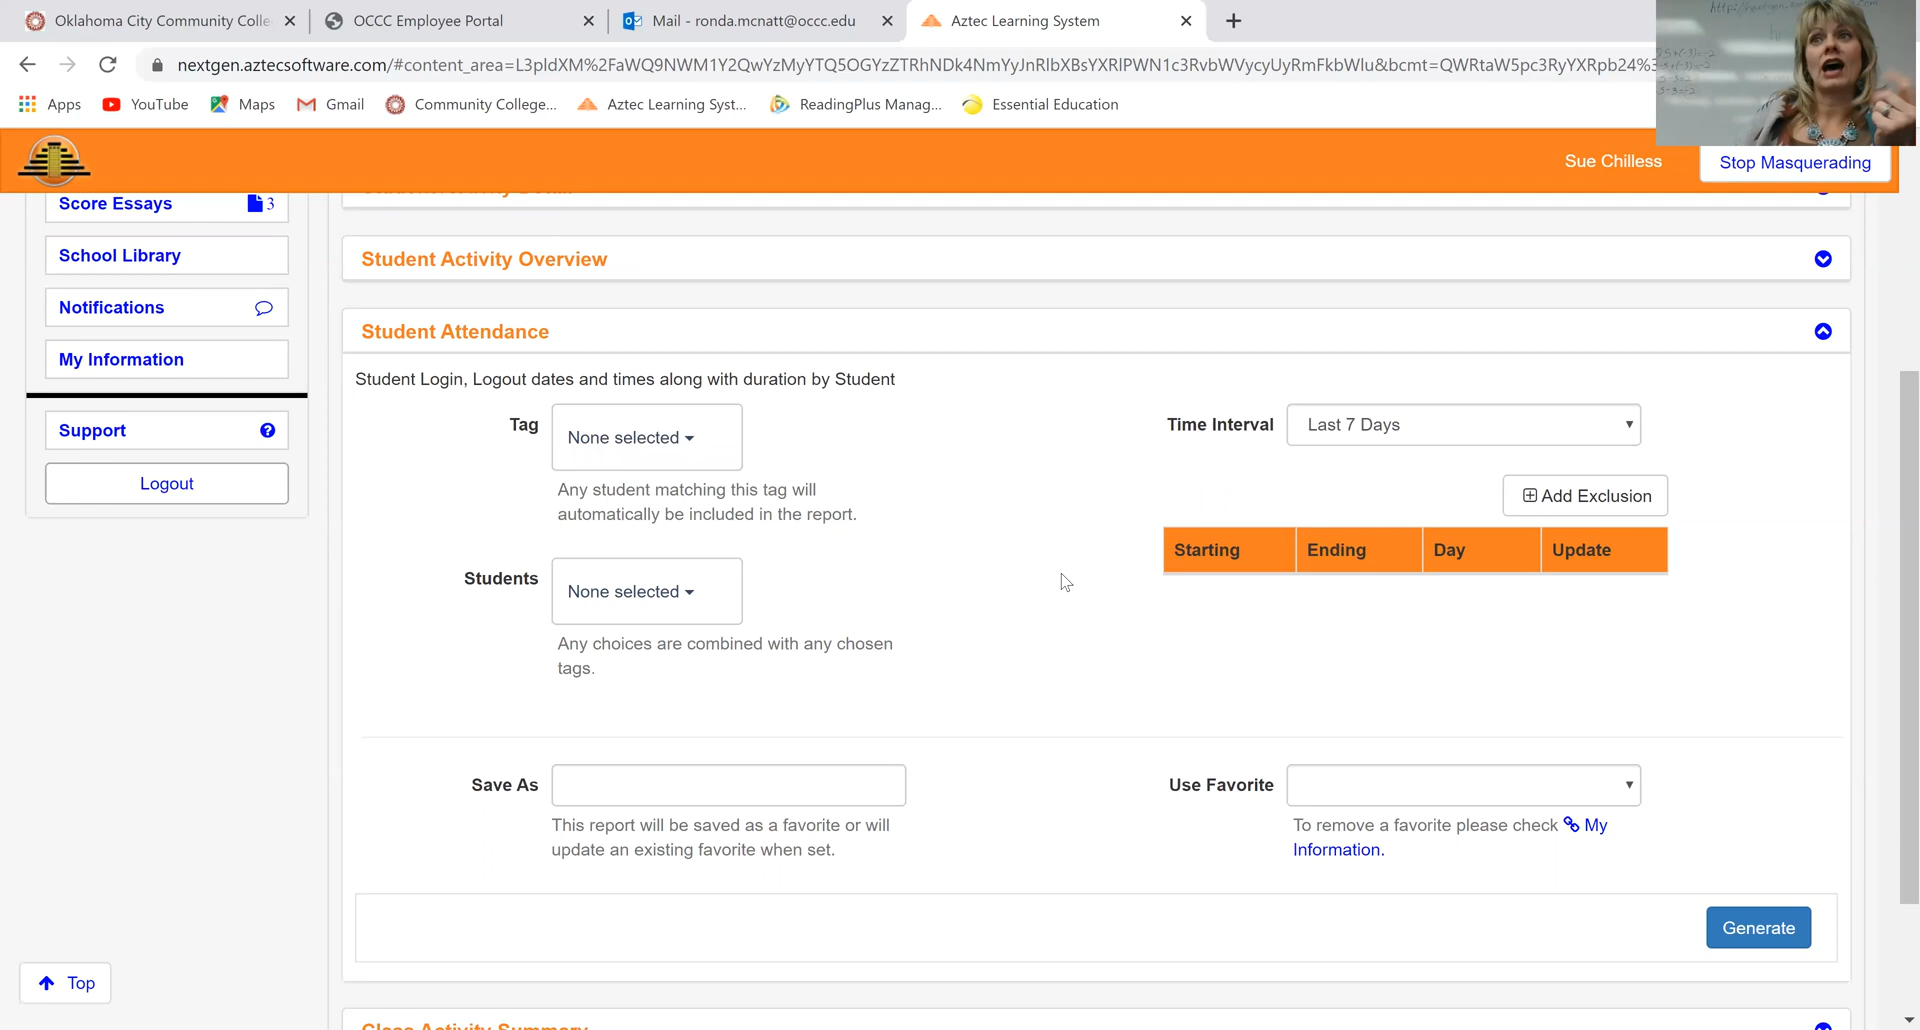 Oklahoma City Community Colle
OCCC Employee Portal
Mail - ronda.mcnatt@occc.edu
Aztec Learning System
nextgen.aztecsoftware.com/#content_area=L3pldXM%2FaWQ9NWM1Y2QwYzMyYTQ5OGYzZTRhNDk4NmYyJnRlbXBsYXRlPWN1c3RvbWVycyUyRmFkbWlu&bcmt=QWRtaW5pc3RyYXRpb24%3
Apps
YouTube
Maps
Gmail
Community College...
Aztec Learning Syst...
ReadingPlus Manag...
Essential Education
Sue Chilless
Stop Masquerading
Score Essays 3
School Library
Notifications
My Information
Support
Logout
Top
Student Activity Overview
Student Attendance
Student Login, Logout dates and times along with duration by Student
Tag
None selected
Any student matching this tag will
automatically be included in the report.
Students
None selected
Any choices are combined with any chosen
tags.
Time Interval
Last 7 Days
Add Exclusion
Starting Ending Day Update
Save As
This report will be saved as a favorite or will
update an existing favorite when set.
Use Favorite
To remove a favorite please check My
Information.
Generate
Class Activity Summary